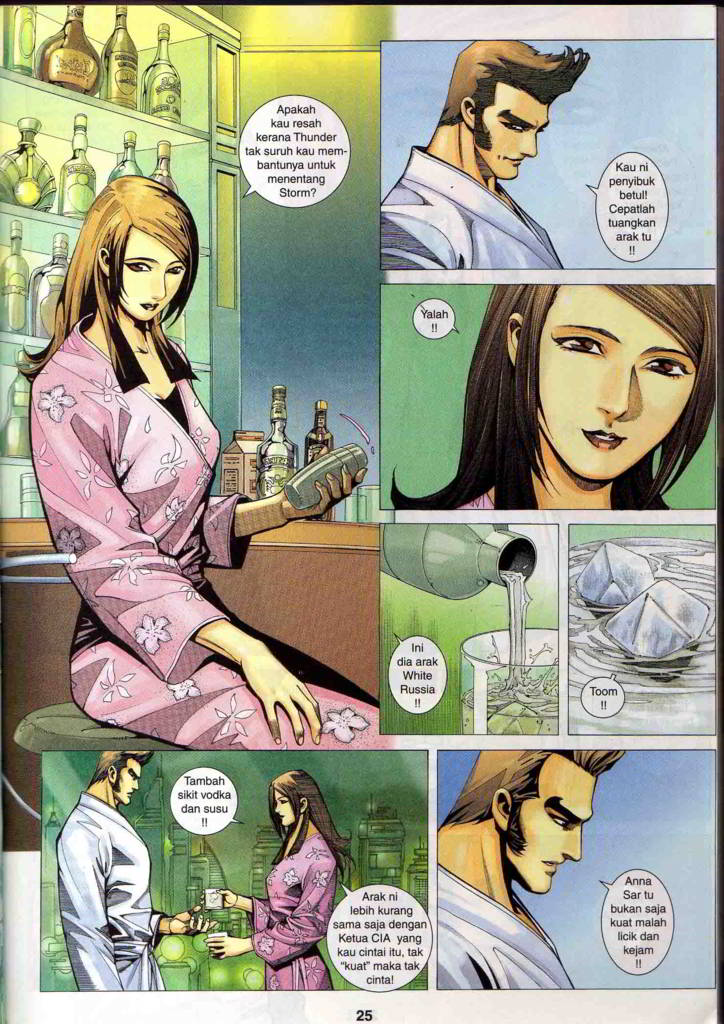 Apakah
kau resah
kerana Thunder
tak suruh kau mem-
bantunya untuk
menentang
Storm?
Kau ni
penyibuk
betul!
Cepatlah
tuangkan
arak tu
!!
Yalah
!!
Ini
dia arak
White
Russia
!!
Toom
!!
Tambah
sikit vodka
dan susu
!!
Arak ni
lebih kurang
sama saja dengan
Ketua CIA yang
kau cintai itu, tak
"kuat" maka tak
cinta!
Anna
Sar tu
bukan saja
kuat malah
licik dan
kejam
!!
25